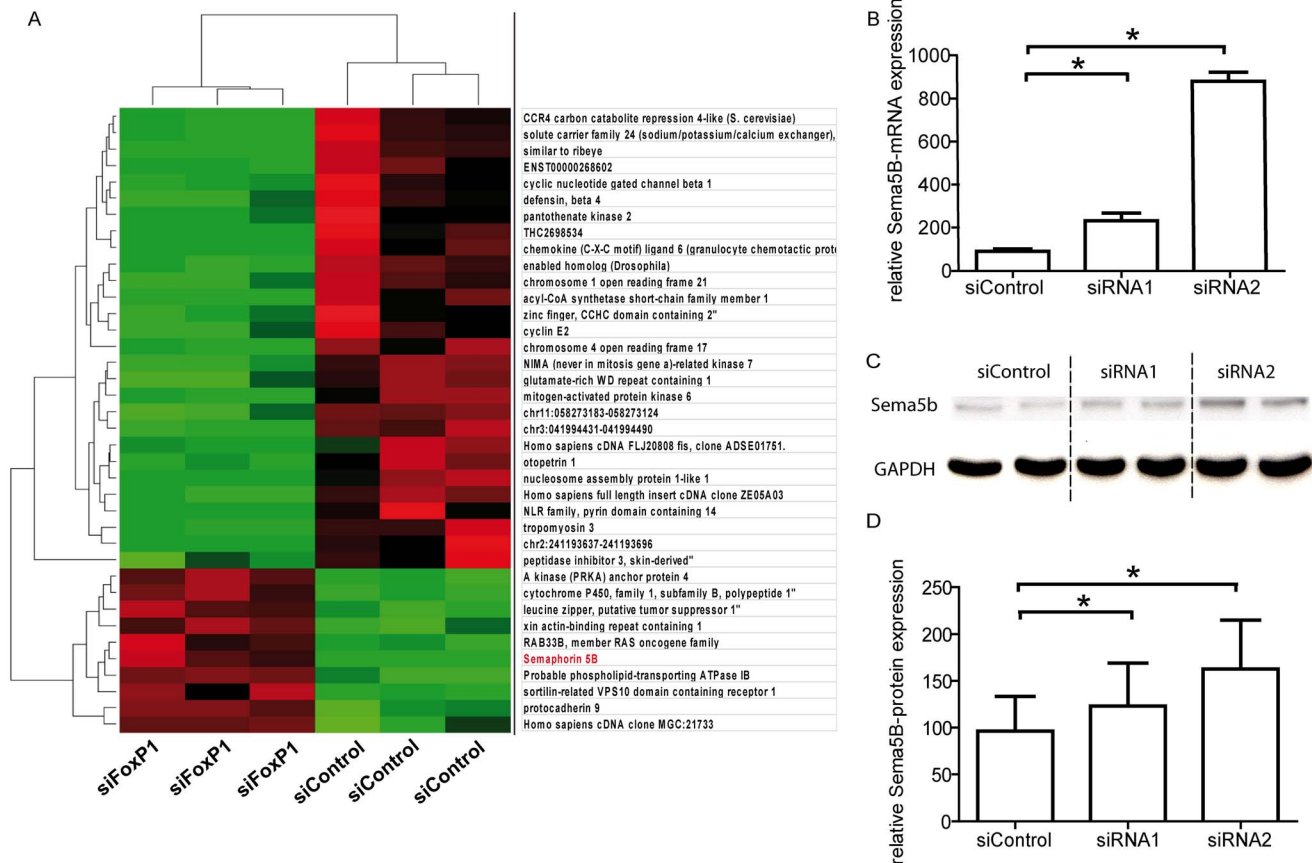 A
CCR4 carbon catabolite repression 4-like (S. cerevisiae)
solute carrier family 24 (sodium/potassium/calcium exchanger),
similar to ribeye
ENST00000268602
cyclic nucleotide gated channel beta 1
defensin, beta 4
pantothenate kinase 2
THC2698534
chemokine (C-X-C motif) ligand 6 (granulocyte chemotactic prote
enabled homolog (Drosophila)
chromosome 1 open reading frame 21
acyl-CoA synthetase short-chain family member 1
zinc finger, CCHC domain containing 2"
cyclin E2
chromosome 4 open reading frame 17
NIMA (never in mitosis gene a)-related kinase 7
glutamate-rich WD repeat containing 1
mitogen-activated protein kinase 6
chr11:058273183-058273124
chr3:041994431-041994490
Homo sapiens cDNA FLJ20808 fis, clone ADSE01751.
otopetrin 1
nucleosome assembly protein 1-like 1
Homo sapiens full length insert cDNA clone ZE05A03
NLR family, pyrin domain containing 14
tropomyosin 3
chr2:241193637-241193696
peptidase inhibitor 3, skin-derived"
A kinase (PRKA) anchor protein 4
cytochrome P450, family 1, subfamily B, polypeptide 1"
leucine zipper, putative tumor suppressor 1"
xin actin-binding repeat containing 1
RAB33B, member RAS oncogene family
Semaphorin 5B
Probable phospholipid-transporting ATPase IB
sortilin-related VPS10 domain containing receptor 1
protocadherin 9
Homo sapiens cDNA clone MGC:21733
siFoxP1 siFoxP1 siFoxP1 siControl siControl siControl
B
relative Sema5B-mRNA expression
1000
800
600
400
200
0
* *
siControl siRNA1 siRNA2
C
siControl siRNA1 siRNA2
Sema5b
GAPDH
D
relative Sema5B-protein expression
250
200
150
100
50
0
* *
siControl siRNA1 siRNA2